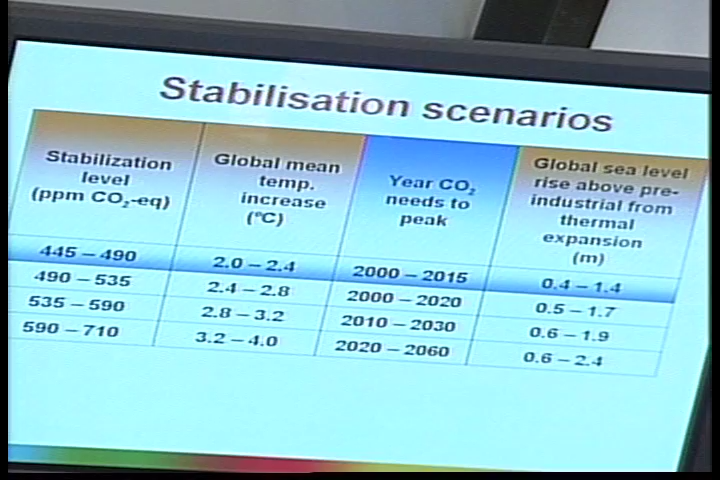 Stabilisation scenarios
Stabilization
level
(ppm CO₂-eq)
Global mean
temp.
increase
(ºC)
Year CO₂
needs to
peak
Global sea level
rise above pre-
industrial from
thermal
expansion
(m)
445 – 490 2.0 – 2.4 2000 – 2015 0.4 – 1.4
490 – 535 2.4 – 2.8 2000 – 2020 0.5 – 1.7
535 – 590 2.8 – 3.2 2010 – 2030 0.6 – 1.9
590 – 710 3.2 – 4.0 2020 – 2060 0.6 – 2.4